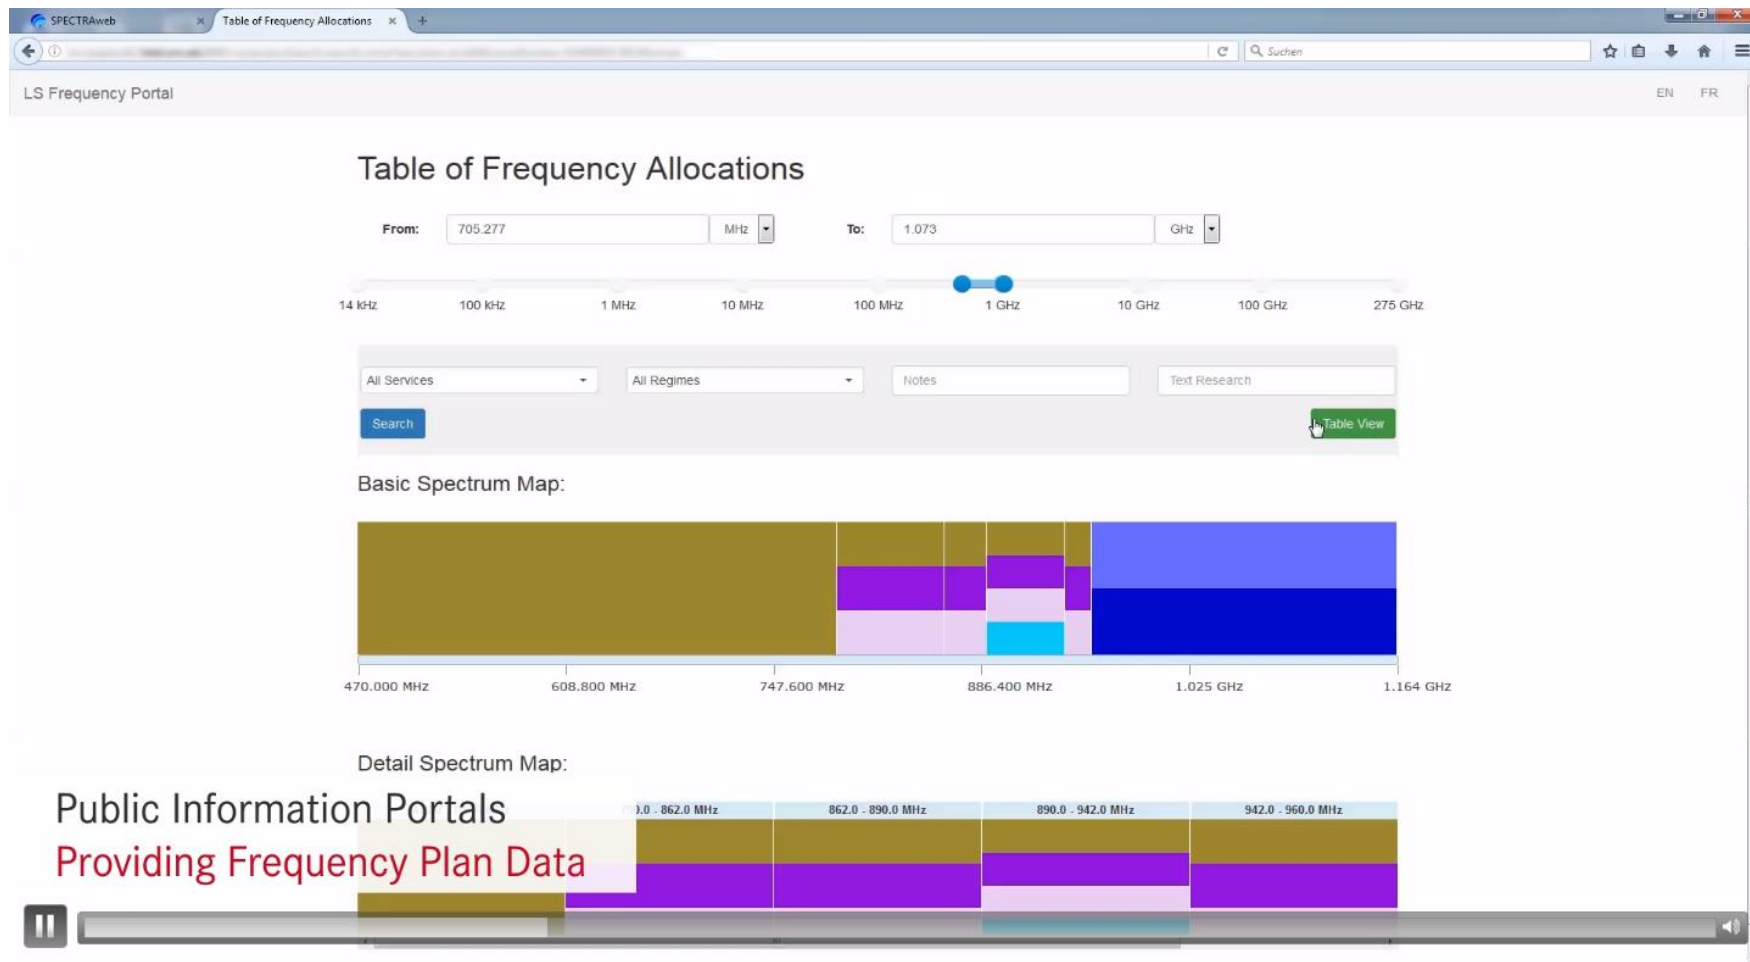 SPECTRAweb
Table of Frequency Allocations
Suchen
LS Frequency Portal
EN FR
Table of Frequency Allocations
From: 705.277 MHz To: 1.073 GHz
14 kHz 100 kHz 1 MHz 10 MHz 100 MHz 1 GHz 10 GHz 100 GHz 275 GHz
All Services All Regimes Notes Text Research
Search Table View
Basic Spectrum Map:
470.000 MHz 608.800 MHz 747.600 MHz 886.400 MHz 1.025 GHz 1.164 GHz
Detail Spectrum Map:
862.0 MHz 862.0 - 890.0 MHz 890.0 - 942.0 MHz 942.0 - 960.0 MHz
Public Information Portals
Providing Frequency Plan Data